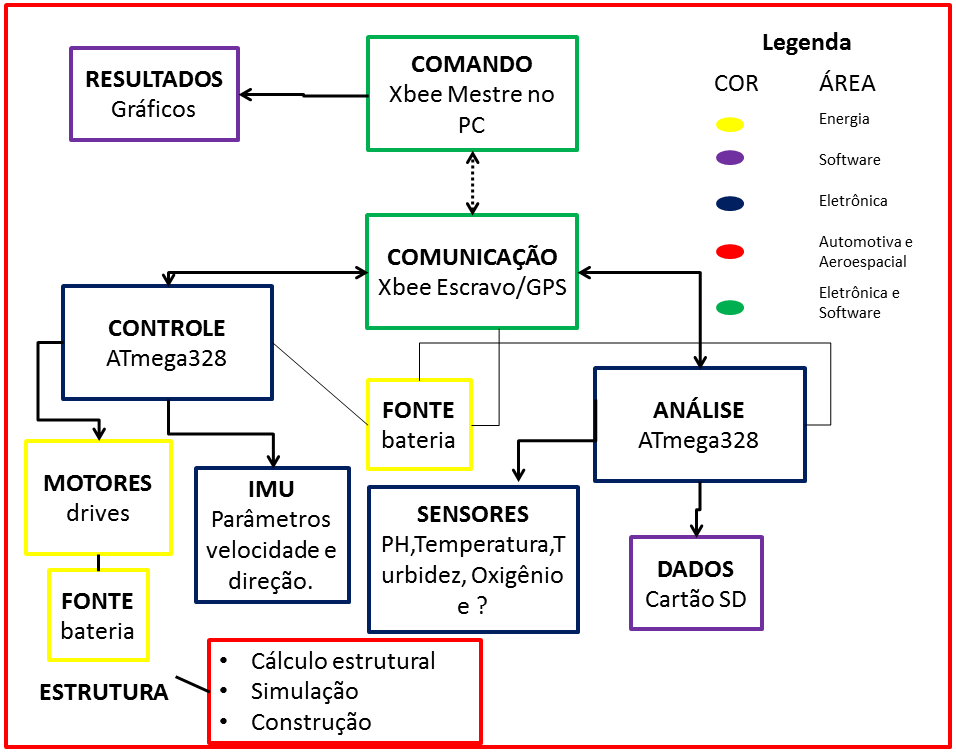 RESULTADOS
Gráficos
COMANDO
Xbee Mestre no
PC
Legenda
COR ÁREA
Energia
Software
Eletrônica
Automotiva e
Aeroespacial
Eletrônica e
Software
COMUNICAÇÃO
Xbee Escravo/GPS
CONTROLE
ATmega328
FONTE
bateria
ANÁLISE
ATmega328
MOTORES
drives
IMU
Parâmetros
velocidade e
direção.
SENSORES
PH,Temperatura,T
urbidez, Oxigênio
e ?
DADOS
Cartão SD
FONTE
bateria
ESTRUTURA
• Cálculo estrutural
• Simulação
• Construção